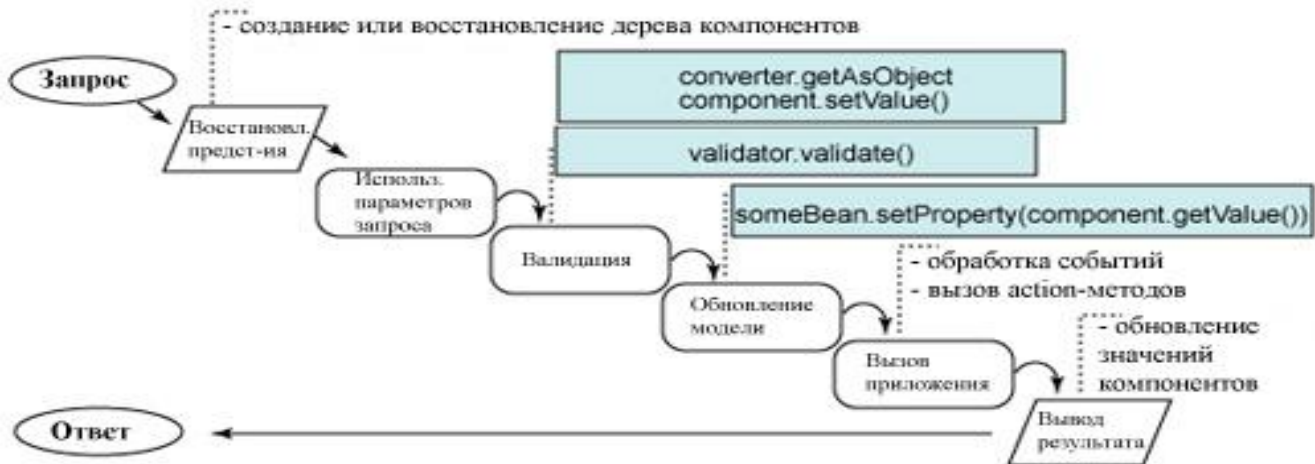 - создание или восстановление дерева компонентов
Запрос
converter.getAsObject
component.setValue()
Восстановл.
предст-ия
validator.validate()
Использ.
параметров
запроса
someBean.setProperty(component.getValue())
Валидация
- обработка событий
- вызов action-методов
Обновление
модели
- обновление
значений
компонентов
Вызов
приложения
Ответ
Вывод
результата